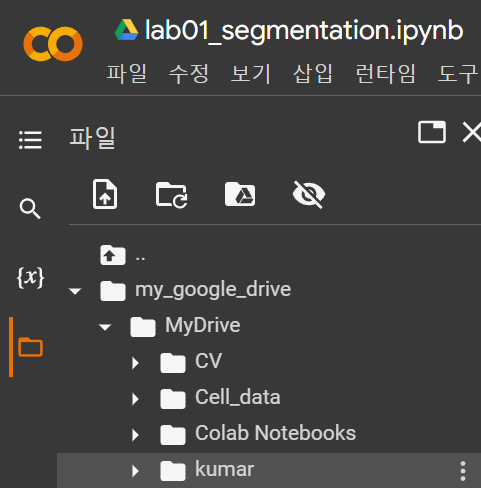 lab01_segmentation.ipynb
파일 수정 보기 삽입 런타임 도구
파일
{x}
..
my_google_drive
MyDrive
CV
Cell_data
Colab Notebooks
kumar